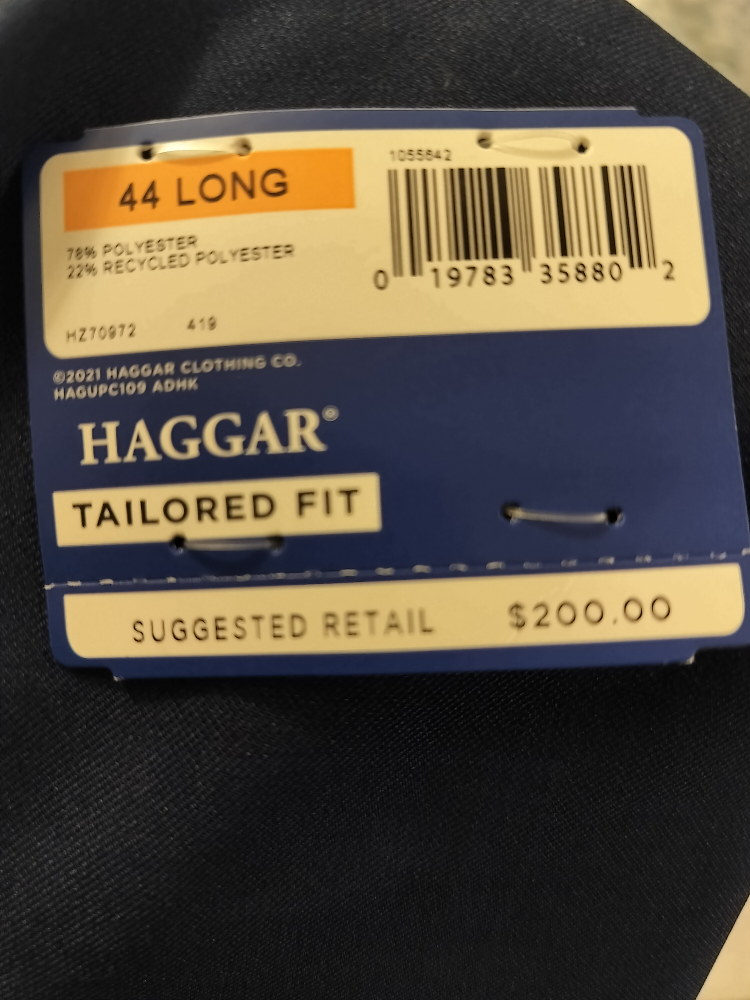 44 LONG
78% POLYESTER
22% RECYCLED POLYESTER
HZ70972 419
1055642
0 19783 35880 2
©2021 HAGGAR CLOTHING CO.
HAGUPC109 ADHK
HAGGAR®
TAILORED FIT
SUGGESTED RETAIL $200.00